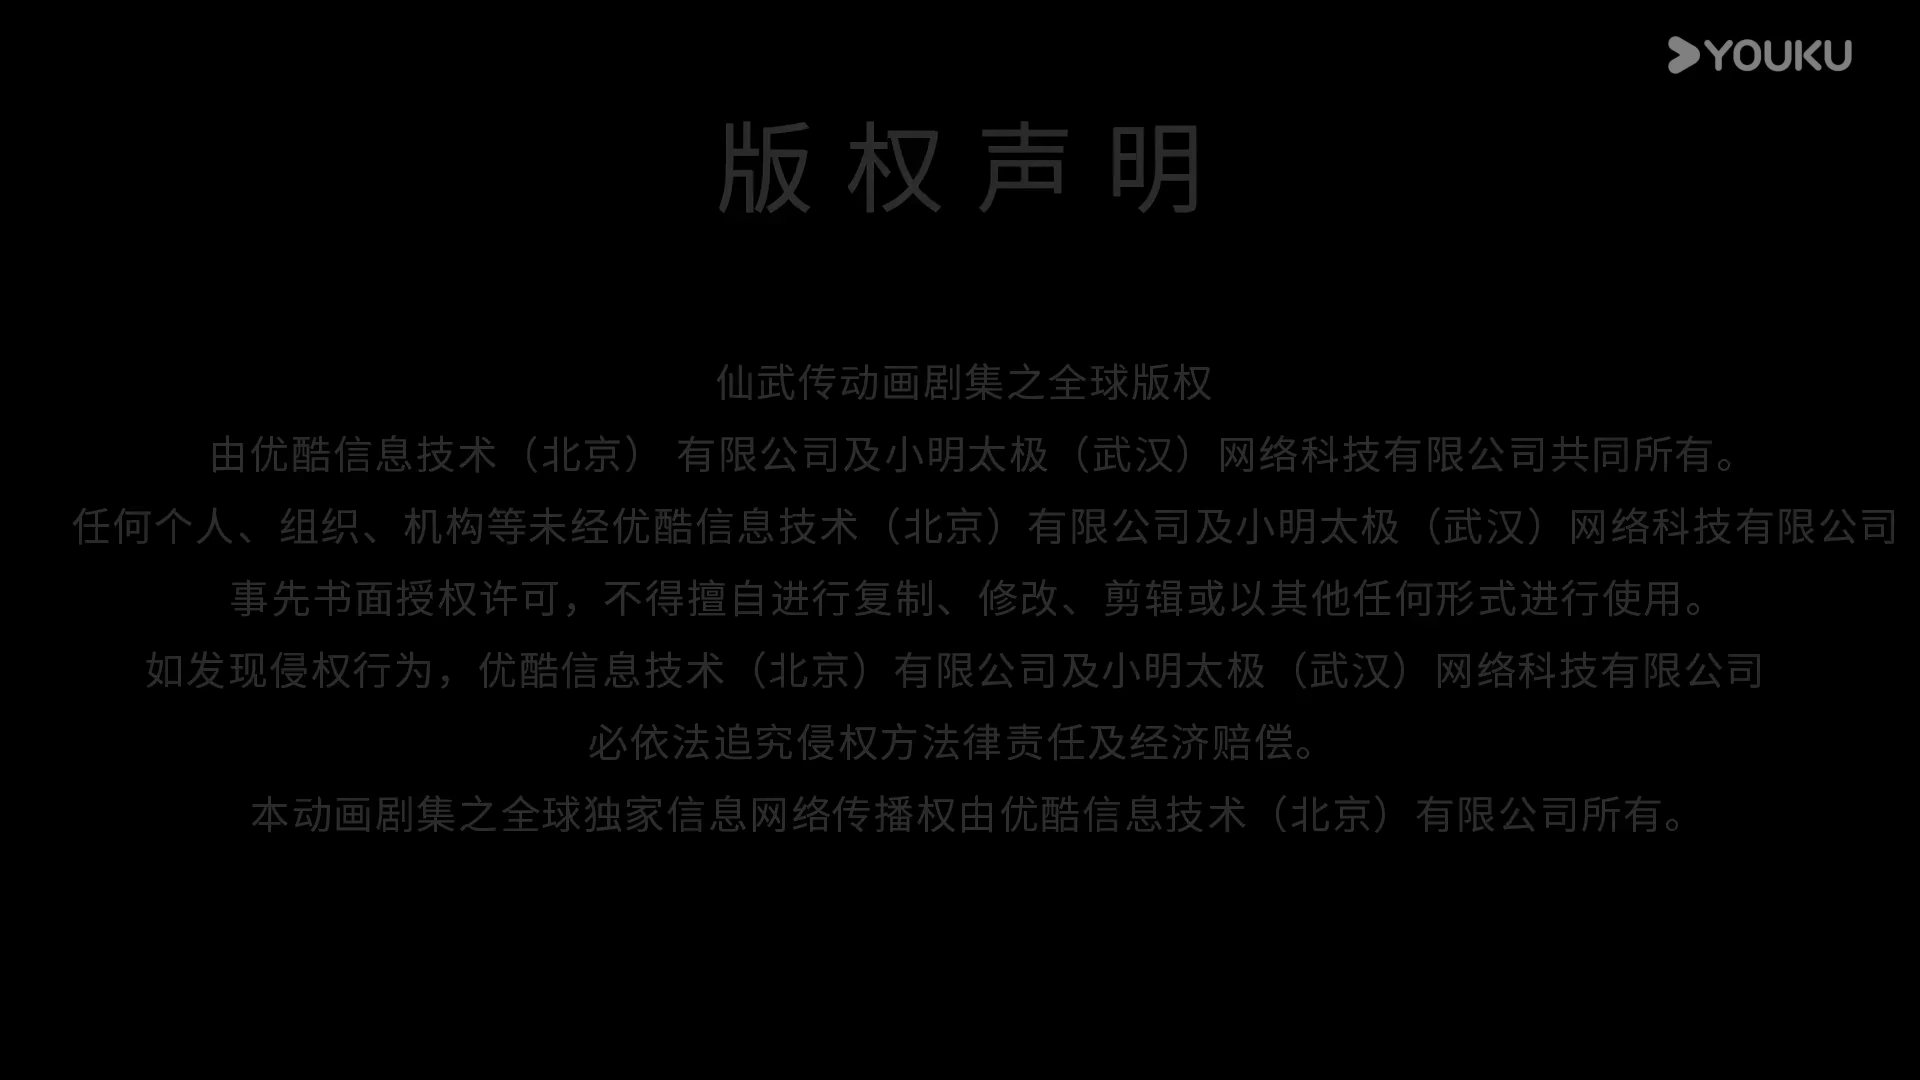 YOUKU
版权声明
仙武传动画剧集之全球版权
由优酷信息技术（北京） 有限公司及小明太极（武汉）网络科技有限公司共同所有。
任何个人、组织、机构等未经优酷信息技术（北京）有限公司及小明太极（武汉）网络科技有限公司
事先书面授权许可，不得擅自进行复制、修改、剪辑或以其他任何形式进行使用。
如发现侵权行为，优酷信息技术（北京）有限公司及小明太极（武汉）网络科技有限公司
必依法追究侵权方法律责任及经济赔偿。
本动画剧集之全球独家信息网络传播权由优酷信息技术（北京）有限公司所有。